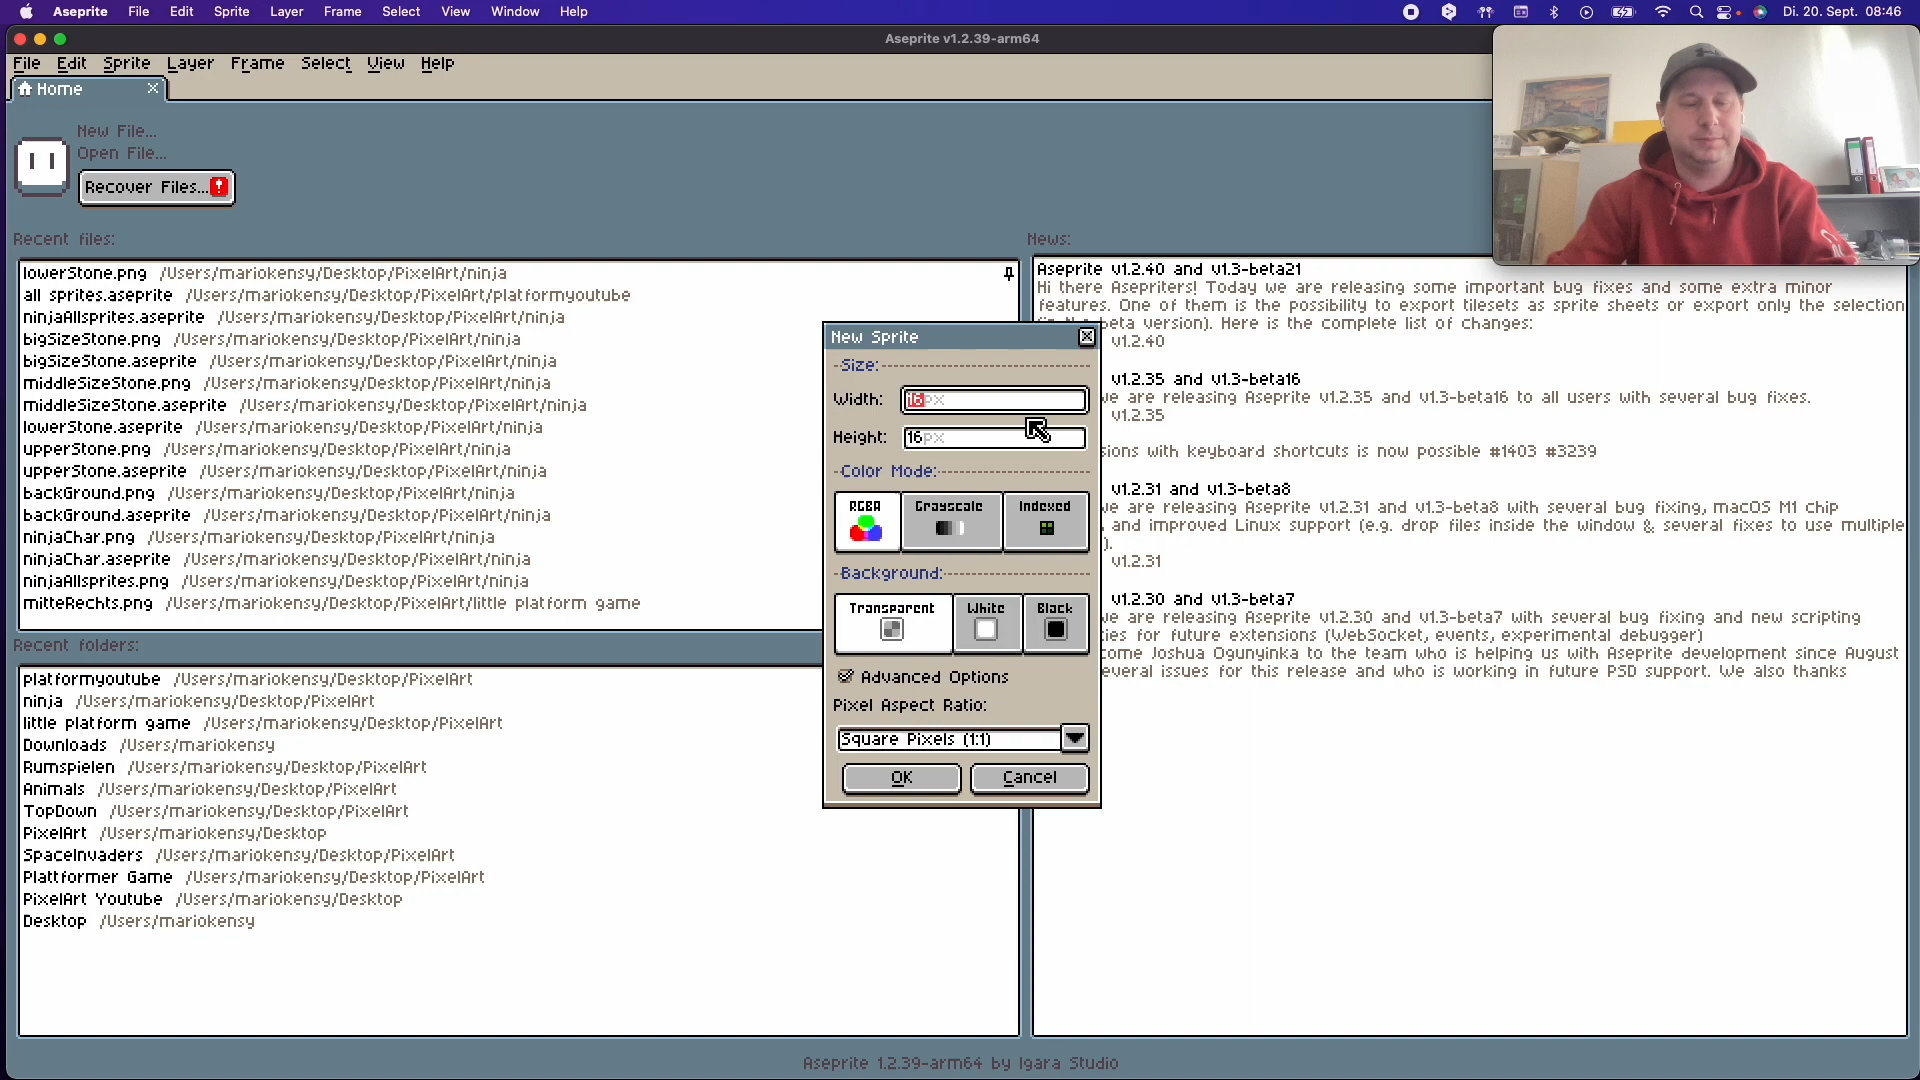 Aseprite File Edit Sprite Layer Frame Select View Window Help Di. 20. Sept. 08:46
Aseprite v1.2.39-arm64
File Edit Sprite Layer Frame Select View Help
Home
New File...
Open File...
Recover Files...
Recent files:
lowerStone.png /Users/mariokensy/Desktop/PixelArt/ninja
all sprites.aseprite /Users/mariokensy/Desktop/PixelArt/platformyoutube
ninjaAllsprites.aseprite /Users/mariokensy/Desktop/PixelArt/ninja
bigSizeStone.png /Users/mariokensy/Desktop/PixelArt/ninja
bigSizeStone.aseprite /Users/mariokensy/Desktop/PixelArt/ninja
middleSizeStone.png /Users/mariokensy/Desktop/PixelArt/ninja
middleSizeStone.aseprite /Users/mariokensy/Desktop/PixelArt/ninja
lowerStone.aseprite /Users/mariokensy/Desktop/PixelArt/ninja
upperStone.png /Users/mariokensy/Desktop/PixelArt/ninja
upperStone.aseprite /Users/mariokensy/Desktop/PixelArt/ninja
backGround.png /Users/mariokensy/Desktop/PixelArt/ninja
backGround.aseprite /Users/mariokensy/Desktop/PixelArt/ninja
ninjaChar.png /Users/mariokensy/Desktop/PixelArt/ninja
ninjaChar.aseprite /Users/mariokensy/Desktop/PixelArt/ninja
ninjaAllsprites.png /Users/mariokensy/Desktop/PixelArt/ninja
mitteRechts.png /Users/mariokensy/Desktop/PixelArt/little platform game
Recent folders:
platformyoutube /Users/mariokensy/Desktop/PixelArt
ninja /Users/mariokensy/Desktop/PixelArt
little platform game /Users/mariokensy/Desktop/PixelArt
Downloads /Users/mariokensy
Rumspielen /Users/mariokensy/Desktop/PixelArt
Animals /Users/mariokensy/Desktop/PixelArt
TopDown /Users/mariokensy/Desktop/PixelArt
PixelArt /Users/mariokensy/Desktop
SpaceInvaders /Users/mariokensy/Desktop/PixelArt
Plattformer Game /Users/mariokensy/Desktop/PixelArt
PixelArt Youtube /Users/mariokensy/Desktop
Desktop /Users/mariokensy
New Sprite
Size:
Width: 16px
Height: 16px
Color Mode:
RGBA Grayscale Indexed
Background:
Transparent White Black
Advanced Options
Pixel Aspect Ratio:
Square Pixels (1:1)
OK Cancel
News:
Aseprite v1.2.40 and v1.3-beta21
Hi there Asepriters! Today we are releasing some important bug fixes and some extra minor
features. One of them is the possibility to export tilesets as sprite sheets or export only the selection
beta version). Here is the complete list of changes:
v1.2.40
v1.2.35 and v1.3-beta16
we are releasing Aseprite v1.2.35 and v1.3-beta16 to all users with several bug fixes.
v1.2.35
sions with keyboard shortcuts is now possible #1403 #3239
v1.2.31 and v1.3-beta8
we are releasing Aseprite v1.2.31 and v1.3-beta8 with several bug fixing, macOS M1 chip
, and improved Linux support (e.g. drop files inside the window & several fixes to use multiple
).
v1.2.31
v1.2.30 and v1.3-beta7
we are releasing Aseprite v1.2.30 and v1.3-beta7 with several bug fixing and new scripting
ties for future extensions (WebSocket, events, experimental debugger)
come Joshua Ogunyinka to the team who is helping us with Aseprite development since August
everal issues for this release and who is working in future PSD support. We also thanks
Aseprite 1.2.39-arm64 by Igara Studio